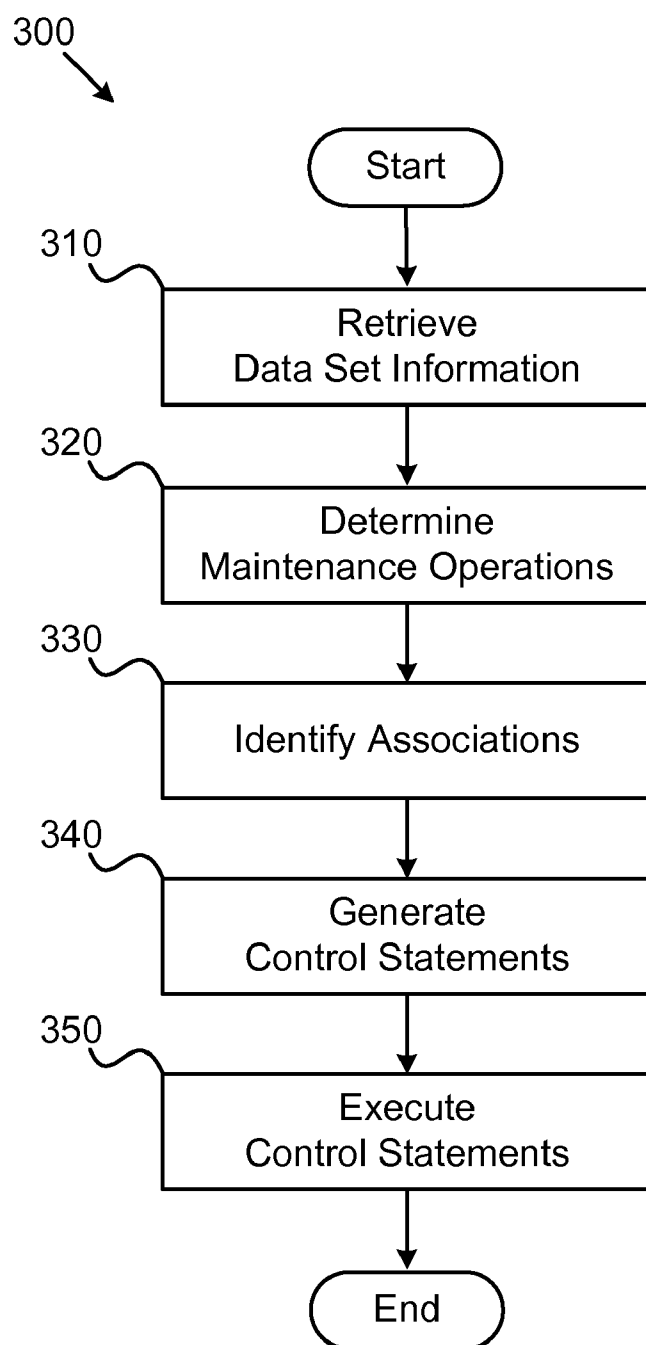 300
Start
310
Retrieve
Data Set Information
320
Determine
Maintenance Operations
330
Identify Associations
340
Generate
Control Statements
350
Execute
Control Statements
End